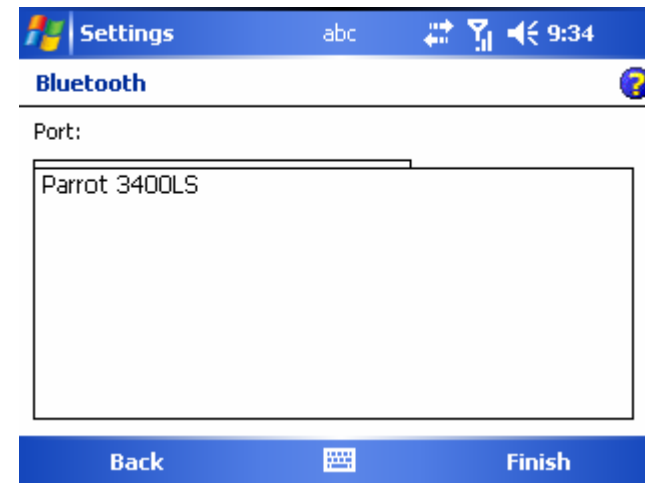 Settings abc 9:34
Bluetooth ?
Port:
Parrot 3400LS
Back Finish